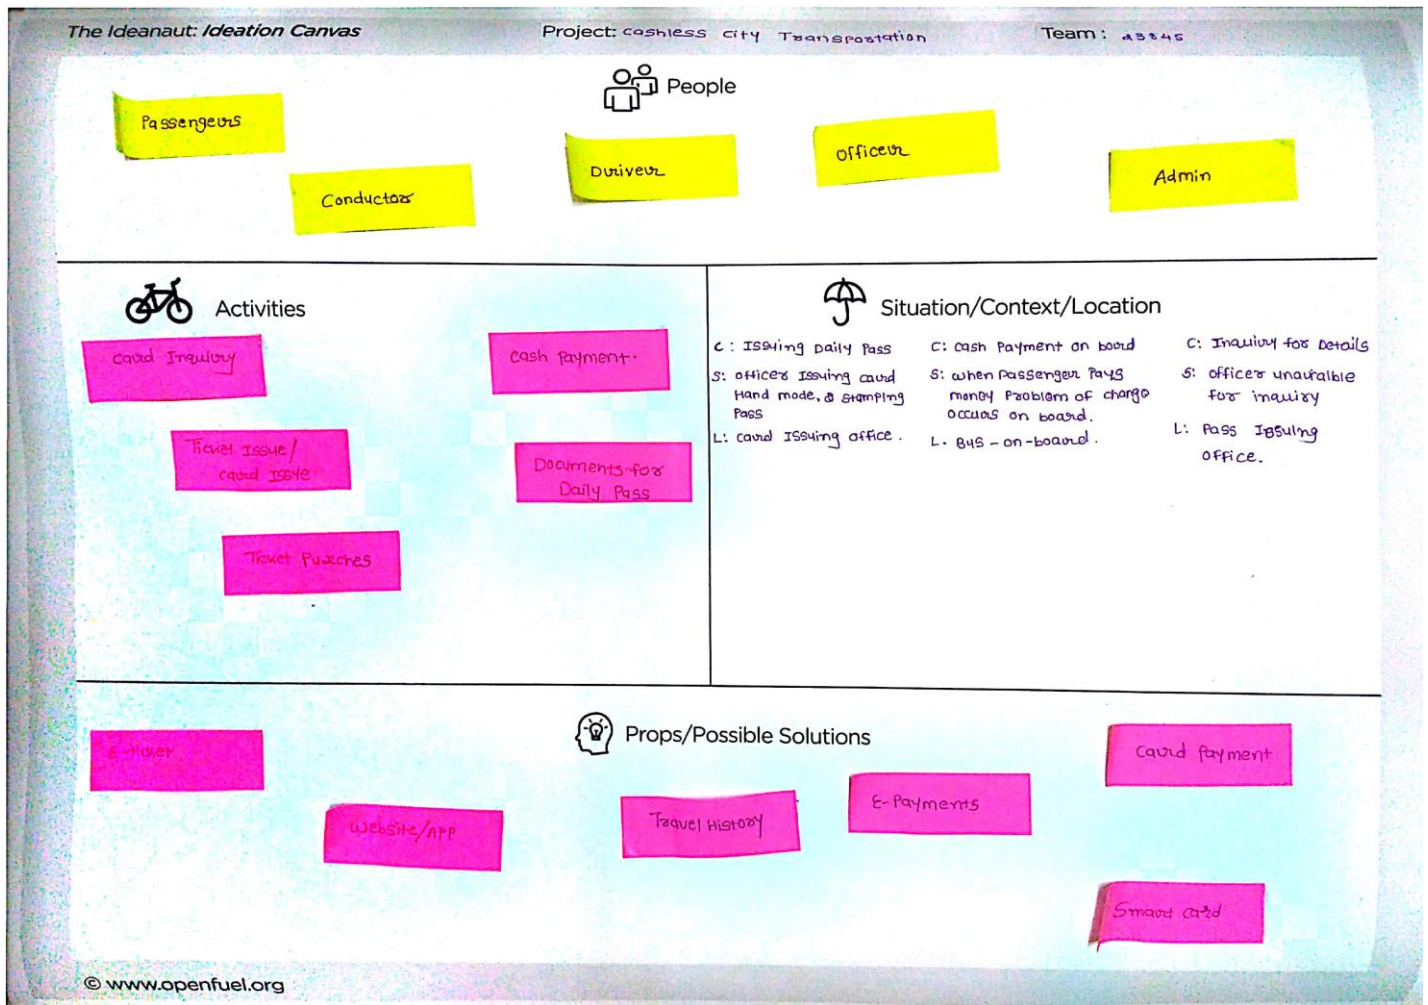 The Ideanaut: Ideation Canvas
Project: Cashless City Transportation
Team: 23845
People
Passengers
Conductor
Driver
Officer
Admin
Activities
Card Inquiry
Cash Payment.
Ticket Issue/
Card Issue
Documents for
Daily Pass
Ticket Purches
Situation/Context/Location
C: Issuing Daily Pass
S: Officer Issuing card
Hand mode, & stamping
Pass
L: Card Issuing office.
C: Cash Payment on board
S: when Passenger Pays
money Problem of change
occurs on board.
L. Bus-on-board.
C: Inquiry for Details
S: Officer unavailble
for inquiry
L: Pass Issuing
office.
Props/Possible Solutions
E-ticket
Website/APP
Travel History
E-Payments
Card Payment
Smart card
© www.openfuel.org